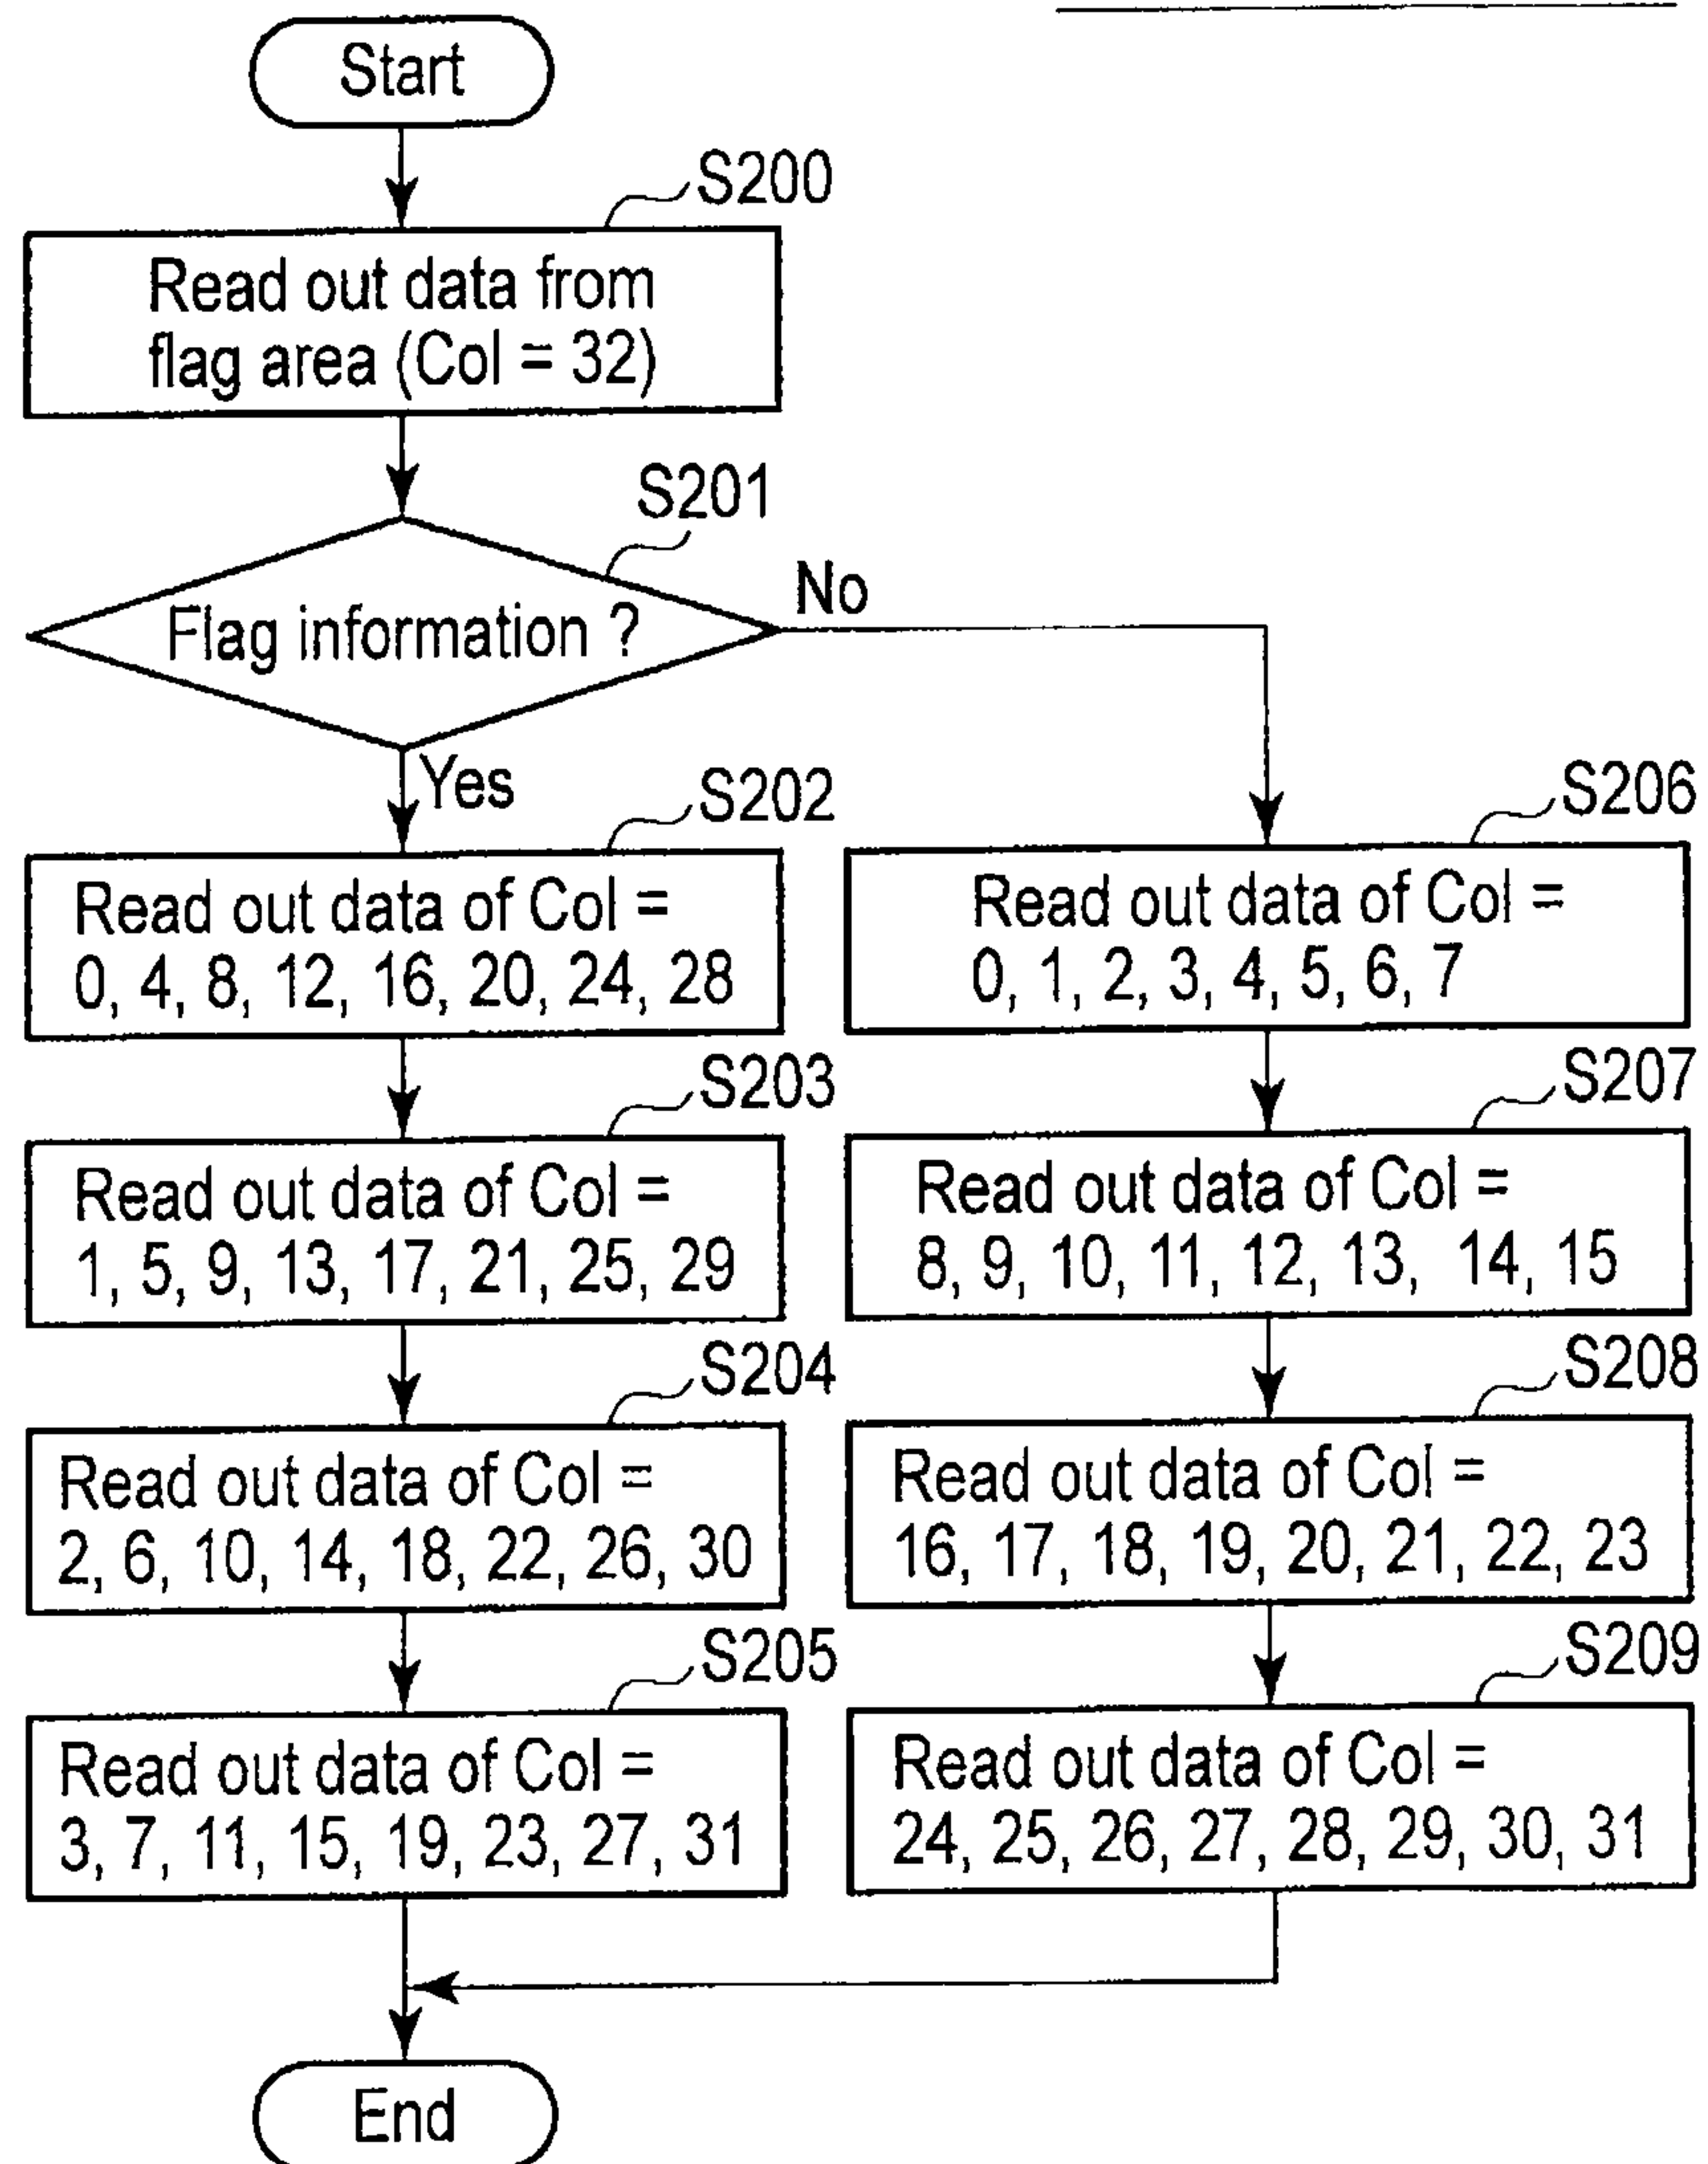 Start
S200
Read out data from
flag area (Col = 32)
S201
Flag information ?
No
Yes
S202
Read out data of Col =
0, 4, 8, 12, 16, 20, 24, 28
S203
Read out data of Col =
1, 5, 9, 13, 17, 21, 25, 29
S204
Read out data of Col =
2, 6, 10, 14, 18, 22, 26, 30
S205
Read out data of Col =
3, 7, 11, 15, 19, 23, 27, 31
S206
Read out data of Col =
0, 1, 2, 3, 4, 5, 6, 7
S207
Read out data of Col =
8, 9, 10, 11, 12, 13, 14, 15
S208
Read out data of Col =
16, 17, 18, 19, 20, 21, 22, 23
S209
Read out data of Col =
24, 25, 26, 27, 28, 29, 30, 31
End